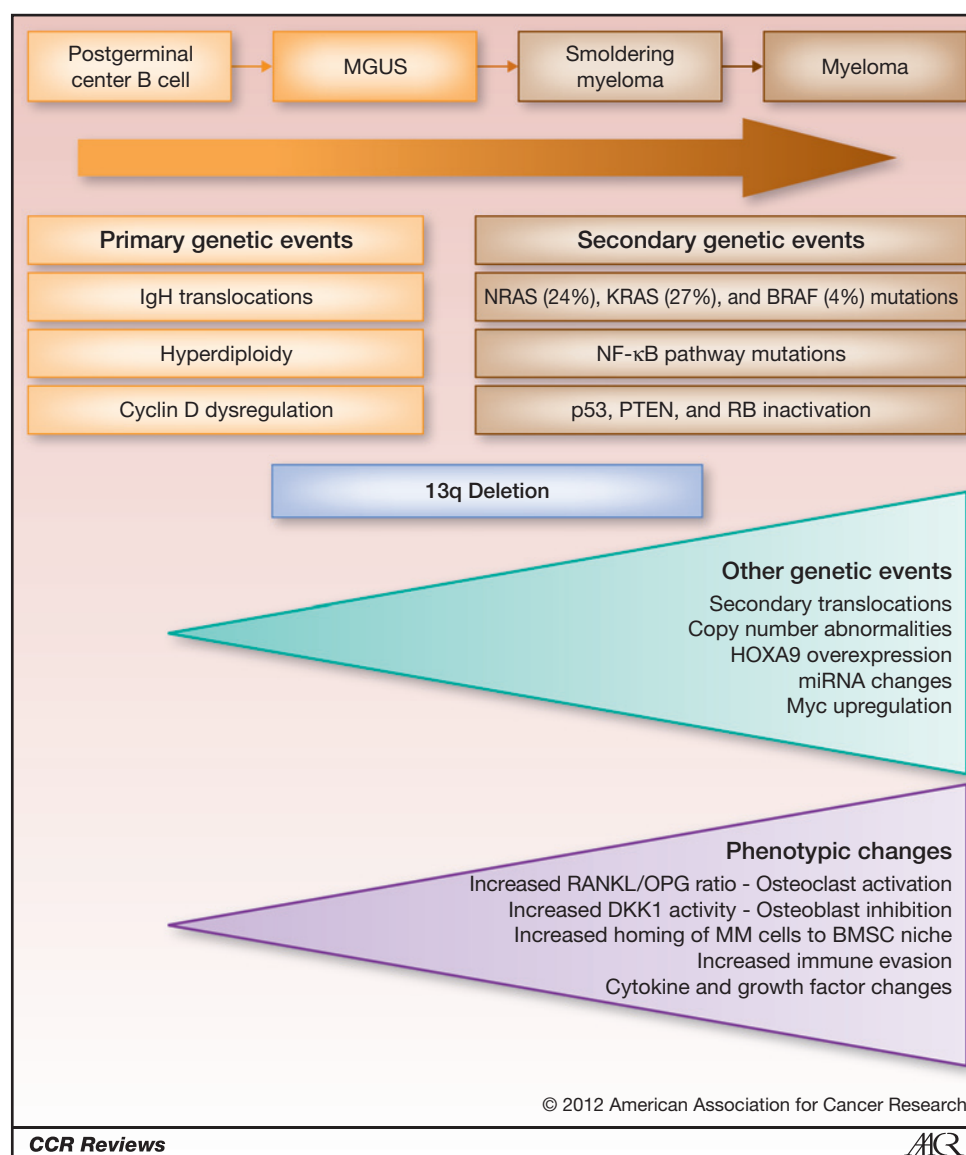 Postgerminal
center B cell
MGUS
Smoldering
myeloma
Myeloma
Primary genetic events
IgH translocations
Hyperdiploidy
Cyclin D dysregulation
Secondary genetic events
NRAS (24%), KRAS (27%), and BRAF (4%) mutations
NF-κB pathway mutations
p53, PTEN, and RB inactivation
13q Deletion
Other genetic events
Secondary translocations
Copy number abnormalities
HOXA9 overexpression
miRNA changes
Myc upregulation
Phenotypic changes
Increased RANKL/OPG ratio - Osteoclast activation
Increased DKK1 activity - Osteoblast inhibition
Increased homing of MM cells to BMSC niche
Increased immune evasion
Cytokine and growth factor changes
© 2012 American Association for Cancer Research
CCR Reviews
AACR